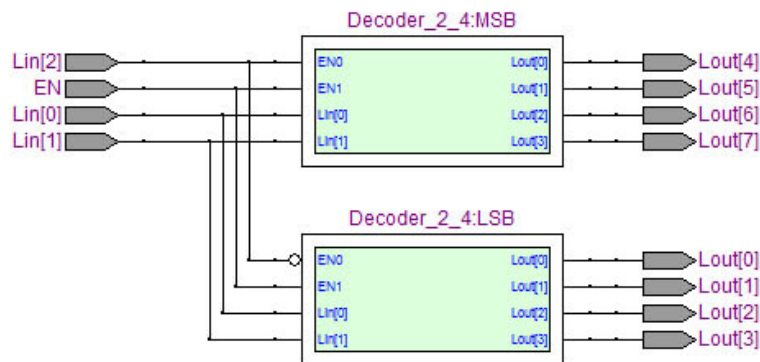 Decoder_2_4:MSB
Lin[2] EN0 Lout[0] Lout[4]
EN EN1 Lout[1] Lout[5]
Lin[0] Lin[0] Lout[2] Lout[6]
Lin[1] Lin[1] Lout[3] Lout[7]
Decoder_2_4:LSB
EN0 Lout[0] Lout[0]
EN1 Lout[1] Lout[1]
Lin[0] Lout[2] Lout[2]
Lin[1] Lout[3] Lout[3]